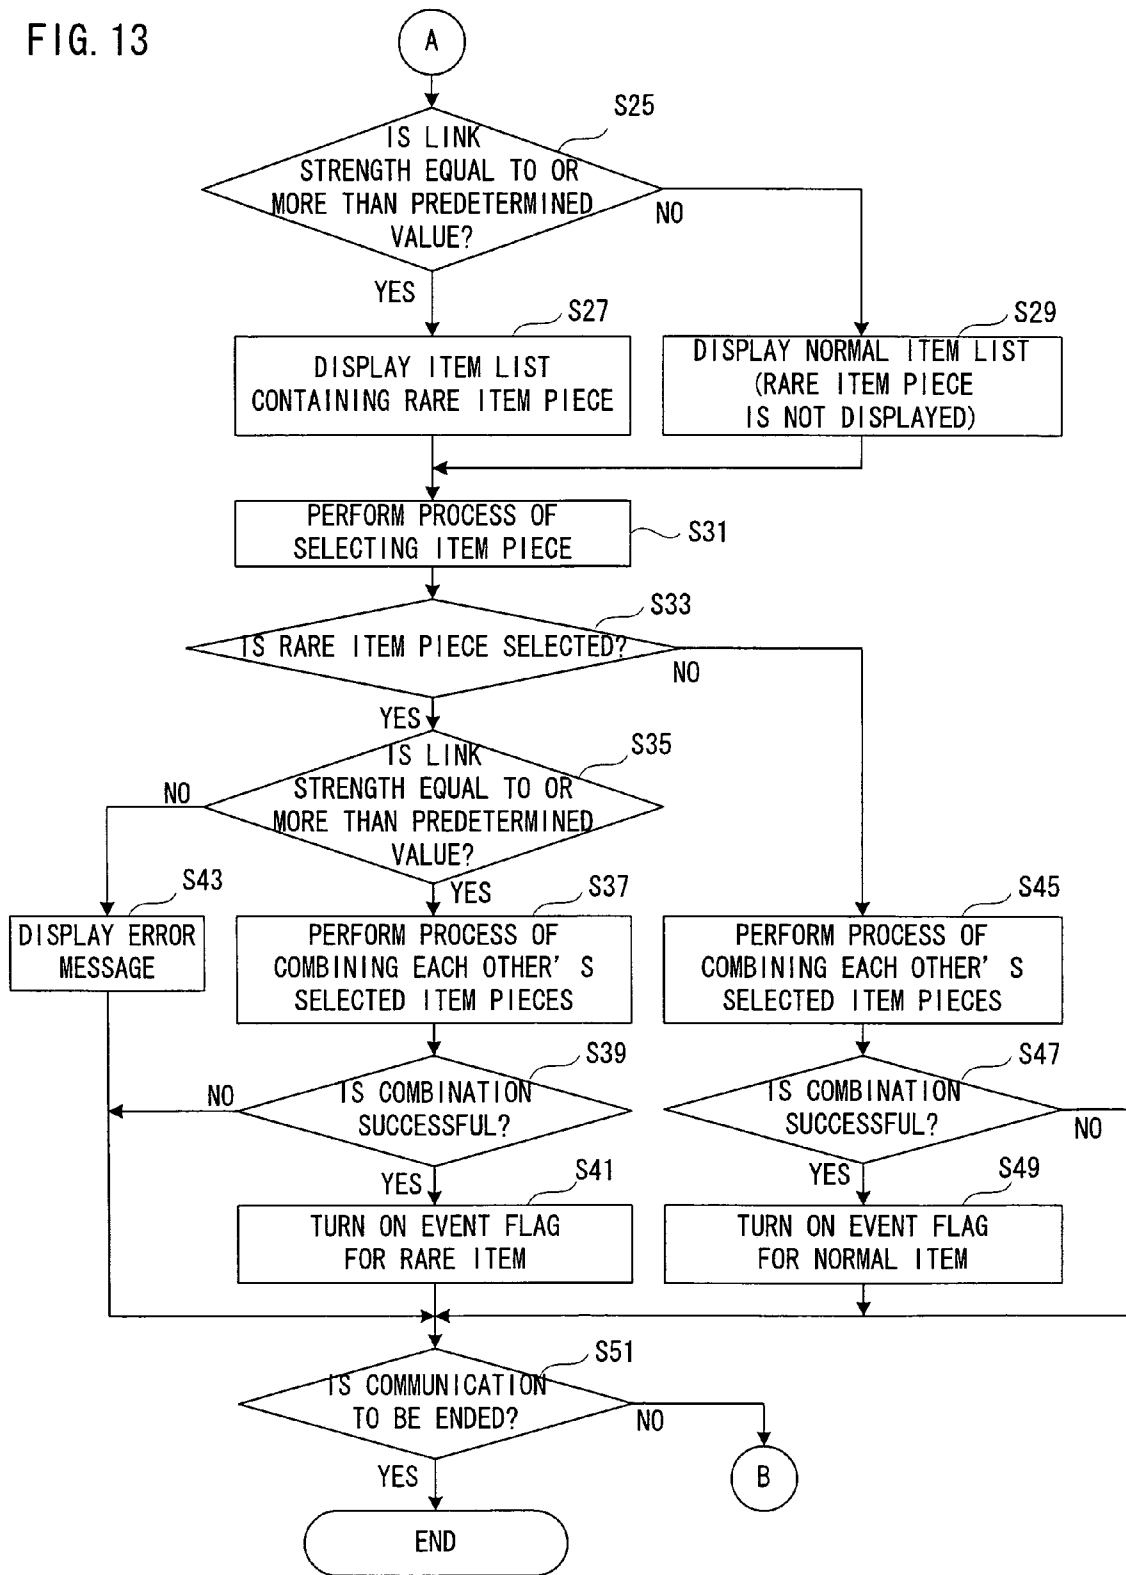 FIG. 13
A
S25
IS LINK
STRENGTH EQUAL TO OR
MORE THAN PREDETERMINED
VALUE?
NO
YES
S27
DISPLAY ITEM LIST
CONTAINING RARE ITEM PIECE
S29
DISPLAY NORMAL ITEM LIST
(RARE ITEM PIECE
IS NOT DISPLAYED)
PERFORM PROCESS OF
SELECTING ITEM PIECE
S31
S33
IS RARE ITEM PIECE SELECTED?
NO
YES
S35
IS LINK
STRENGTH EQUAL TO OR
MORE THAN PREDETERMINED
VALUE?
NO
YES
S43
DISPLAY ERROR
MESSAGE
S37
PERFORM PROCESS OF
COMBINING EACH OTHER' S
SELECTED ITEM PIECES
S45
PERFORM PROCESS OF
COMBINING EACH OTHER' S
SELECTED ITEM PIECES
S39
IS COMBINATION
SUCCESSFUL?
NO
YES
S47
IS COMBINATION
SUCCESSFUL?
NO
YES
S41
TURN ON EVENT FLAG
FOR RARE ITEM
S49
TURN ON EVENT FLAG
FOR NORMAL ITEM
S51
IS COMMUNICATION
TO BE ENDED?
NO
YES
B
END